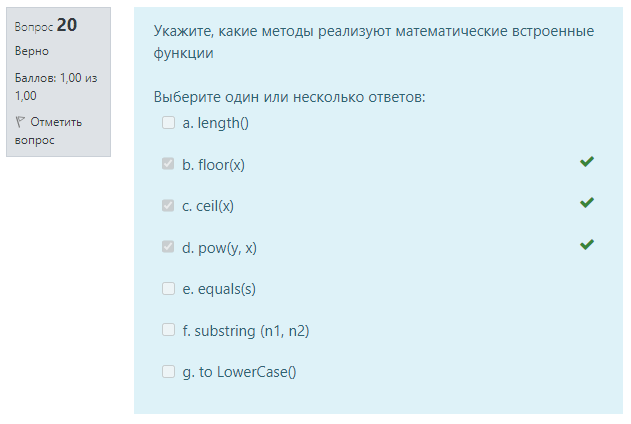 Вопрос 20
Верно
Баллов: 1,00 из
1,00
Отметить
вопрос
Укажите, какие методы реализуют математические встроенные
функции
Выберите один или несколько ответов:
a. length()
b. floor(x)
c. ceil(x)
d. pow(y, x)
e. equals(s)
f. substring (n1, n2)
g. to LowerCase()